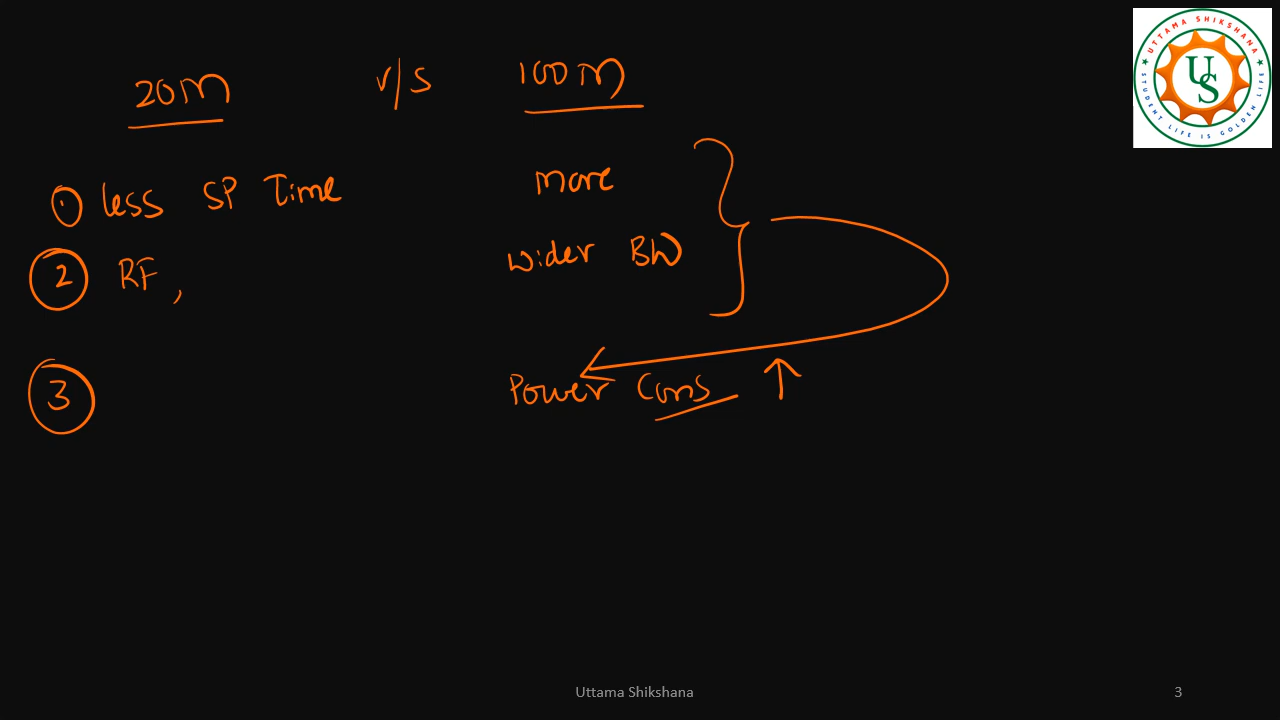 20M v/s 100M
① less SP Time more
② RF, wider BW
③ Power Cons ↑
UTTAMA SHIKSHANA
US
STUDENT LIFE IS GOLDEN LIFE
Uttama Shikshana
3